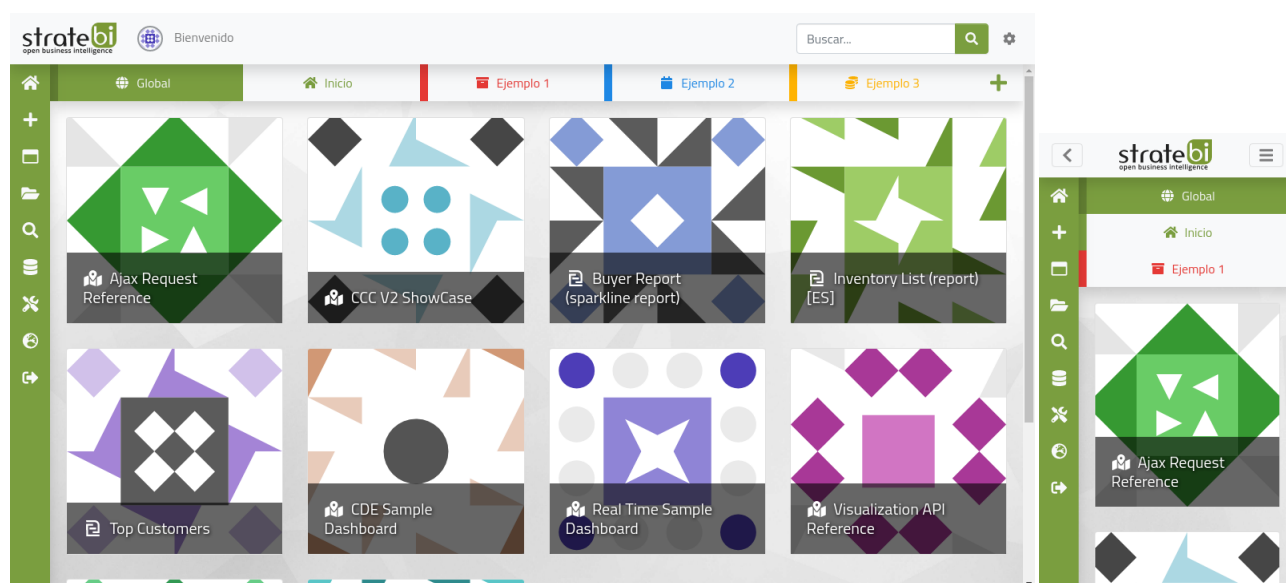 stratebi
open business intelligence
Bienvenido
Buscar...
Global
Inicio
Ejemplo 1
Ejemplo 2
Ejemplo 3
Ajax Request
Reference
CCC V2 ShowCase
Buyer Report
(sparkline report)
Inventory List (report)
[ES]
Top Customers
CDE Sample
Dashboard
Real Time Sample
Dashboard
Visualization API
Reference
stratebi
open business intelligence
Global
Inicio
Ejemplo 1
Ajax Request
Reference